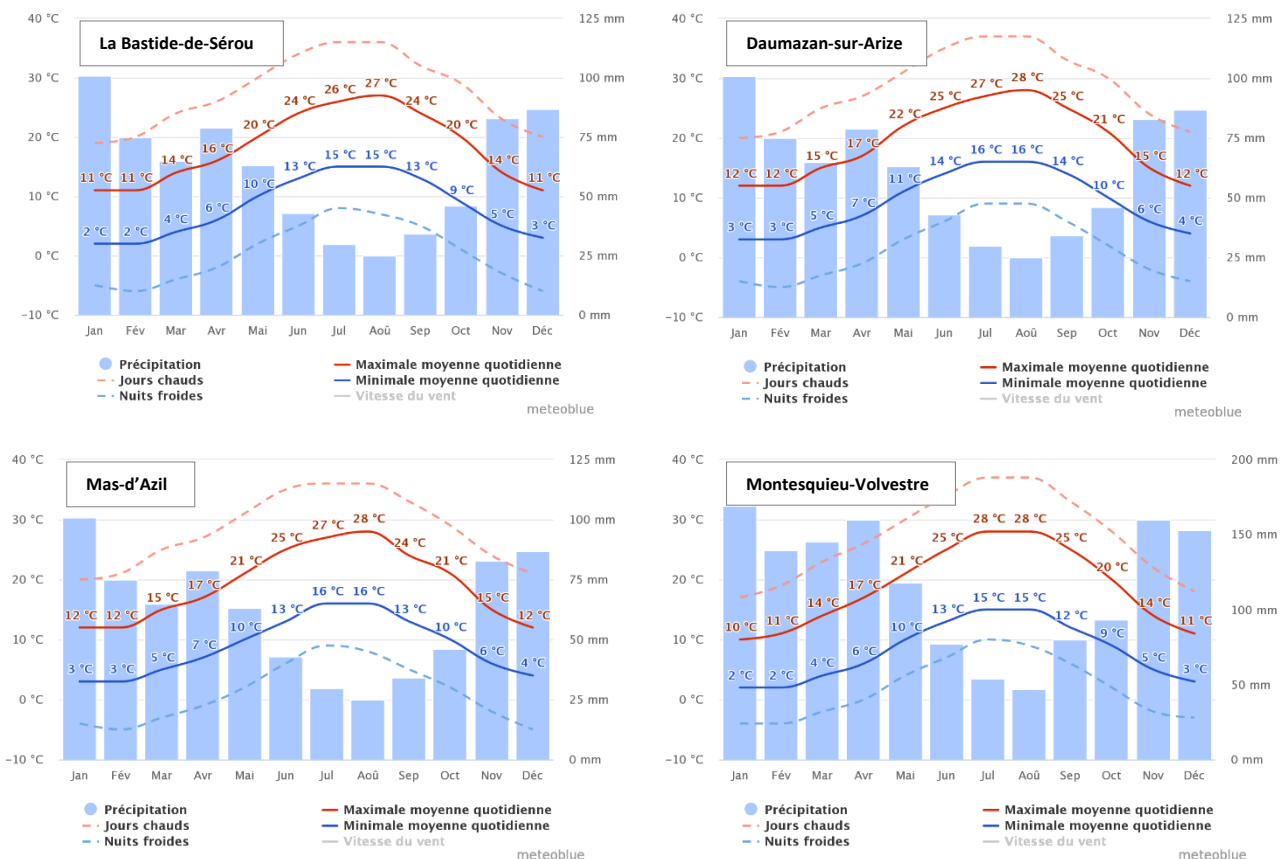 La Bastide-de-Sérou
40 °C
30 °C
20 °C
10 °C
0 °C
−10 °C
125 mm
100 mm
75 mm
50 mm
25 mm
0 mm
11 °C 11 °C 14 °C 16 °C 20 °C 24 °C 26 °C 27 °C 24 °C 20 °C 14 °C 11 °C
2 °C 2 °C 4 °C 6 °C 10 °C 13 °C 15 °C 15 °C 13 °C 9 °C 5 °C 3 °C
Jan Fév Mar Avr Mai Jun Jul Aoû Sep Oct Nov Déc
Précipitation Maximale moyenne quotidienne
Jours chauds Minimale moyenne quotidienne
Nuits froides Vitesse du vent
meteoblue
Daumazan-sur-Arize
40 °C
30 °C
20 °C
10 °C
0 °C
−10 °C
125 mm
100 mm
75 mm
50 mm
25 mm
0 mm
12 °C 12 °C 15 °C 17 °C 22 °C 25 °C 27 °C 28 °C 25 °C 21 °C 15 °C 12 °C
3 °C 3 °C 5 °C 7 °C 11 °C 14 °C 16 °C 16 °C 14 °C 10 °C 6 °C 4 °C
Jan Fév Mar Avr Mai Jun Jul Aoû Sep Oct Nov Déc
Précipitation Maximale moyenne quotidienne
Jours chauds Minimale moyenne quotidienne
Nuits froides Vitesse du vent
meteoblue
Mas-d’Azil
40 °C
30 °C
20 °C
10 °C
0 °C
−10 °C
125 mm
100 mm
75 mm
50 mm
25 mm
0 mm
12 °C 12 °C 15 °C 17 °C 21 °C 25 °C 27 °C 28 °C 24 °C 21 °C 15 °C 12 °C
3 °C 3 °C 5 °C 7 °C 10 °C 13 °C 16 °C 16 °C 13 °C 10 °C 6 °C 4 °C
Jan Fév Mar Avr Mai Jun Jul Aoû Sep Oct Nov Déc
Précipitation Maximale moyenne quotidienne
Jours chauds Minimale moyenne quotidienne
Nuits froides Vitesse du vent
meteoblue
Montesquieu-Volvestre
40 °C
30 °C
20 °C
10 °C
0 °C
−10 °C
200 mm
150 mm
100 mm
50 mm
0 mm
10 °C 11 °C 14 °C 17 °C 21 °C 25 °C 28 °C 28 °C 25 °C 20 °C 14 °C 11 °C
2 °C 2 °C 4 °C 6 °C 10 °C 13 °C 15 °C 15 °C 12 °C 9 °C 5 °C 3 °C
Jan Fév Mar Avr Mai Jun Jul Aoû Sep Oct Nov Déc
Précipitation Maximale moyenne quotidienne
Jours chauds Minimale moyenne quotidienne
Nuits froides Vitesse du vent
meteoblue